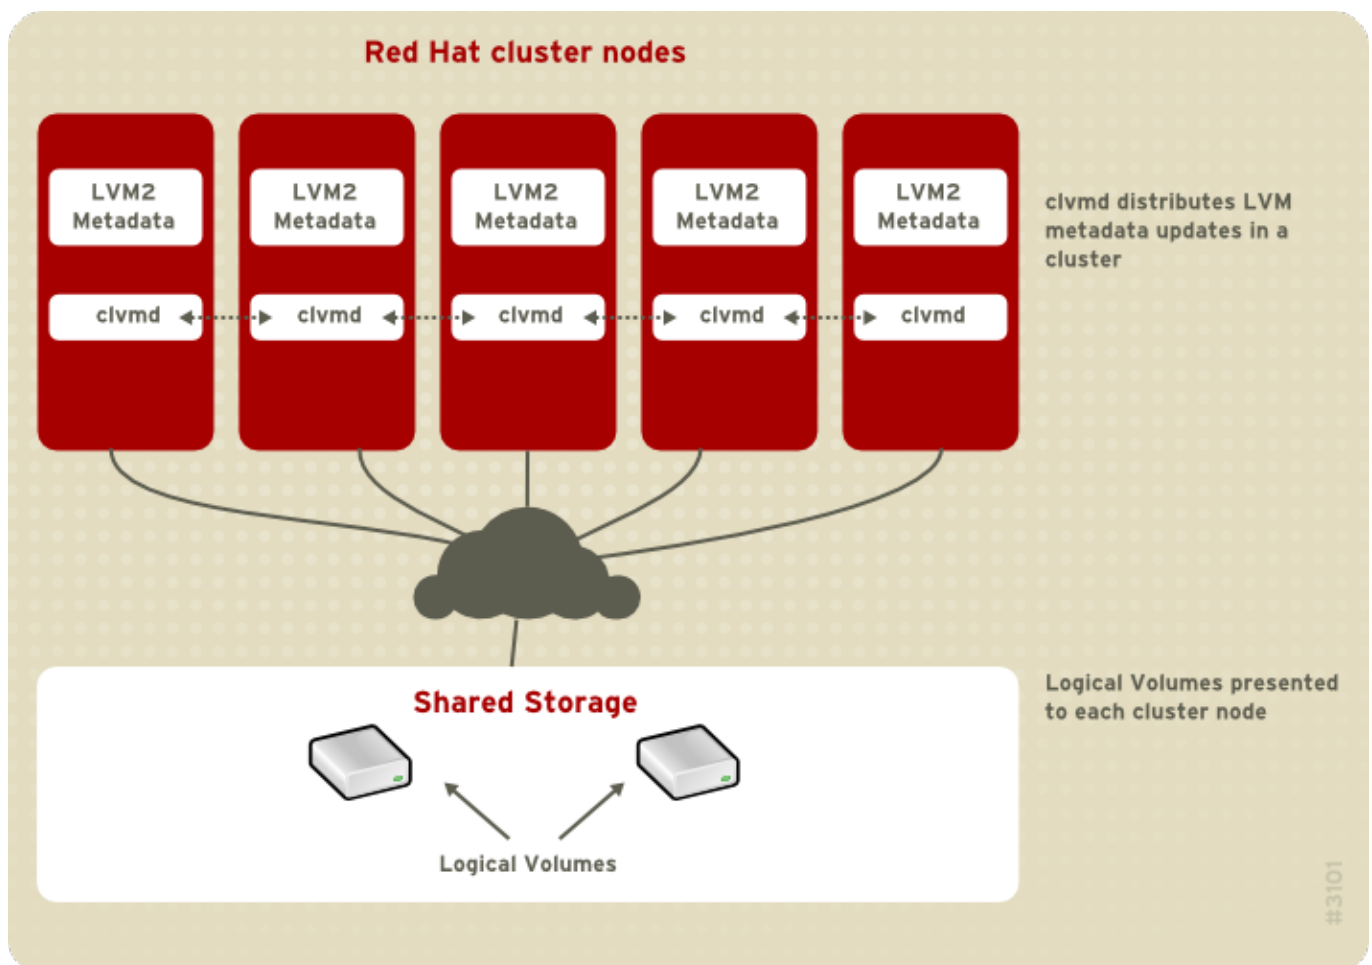 Red Hat cluster nodes
LVM2
Metadata
LVM2
Metadata
LVM2
Metadata
LVM2
Metadata
LVM2
Metadata
clvmd distributes LVM
metadata updates in a
cluster
clvmd
clvmd
clvmd
clvmd
clvmd
Shared Storage
Logical Volumes presented
to each cluster node
Logical Volumes
#3101